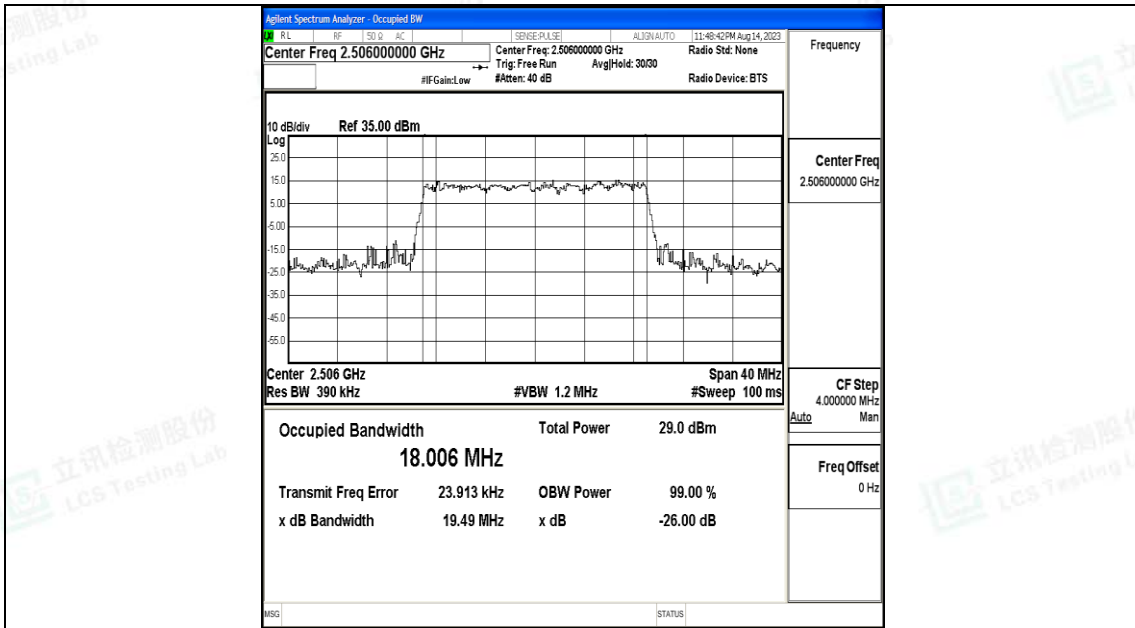 Agilent Spectrum Analyzer - Occupied BW
RL RF 50 Ω AC SENSE:PULSE ALIGN AUTO 11:48:42 PM Aug 14, 2023
Center Freq 2.506000000 GHz
Center Freq: 2.506000000 GHz Radio Std: None
Trig: Free Run Avg|Hold: 30/30
#IFGain:Low #Atten: 40 dB Radio Device: BTS
10 dB/div Ref 35.00 dBm
Log
25.0
15.0
5.00
-5.00
-15.0
-25.0
-35.0
-45.0
-55.0
Center 2.506 GHz Span 40 MHz
Res BW 390 kHz #VBW 1.2 MHz #Sweep 100 ms
Occupied Bandwidth Total Power 29.0 dBm
18.006 MHz
Transmit Freq Error 23.913 kHz OBW Power 99.00 %
x dB Bandwidth 19.49 MHz x dB -26.00 dB
MSG STATUS
Frequency
Center Freq
2.506000000 GHz
CF Step
4.000000 MHz
Auto Man
Freq Offset
0 Hz
立讯检测股份
LCS Testing Lab